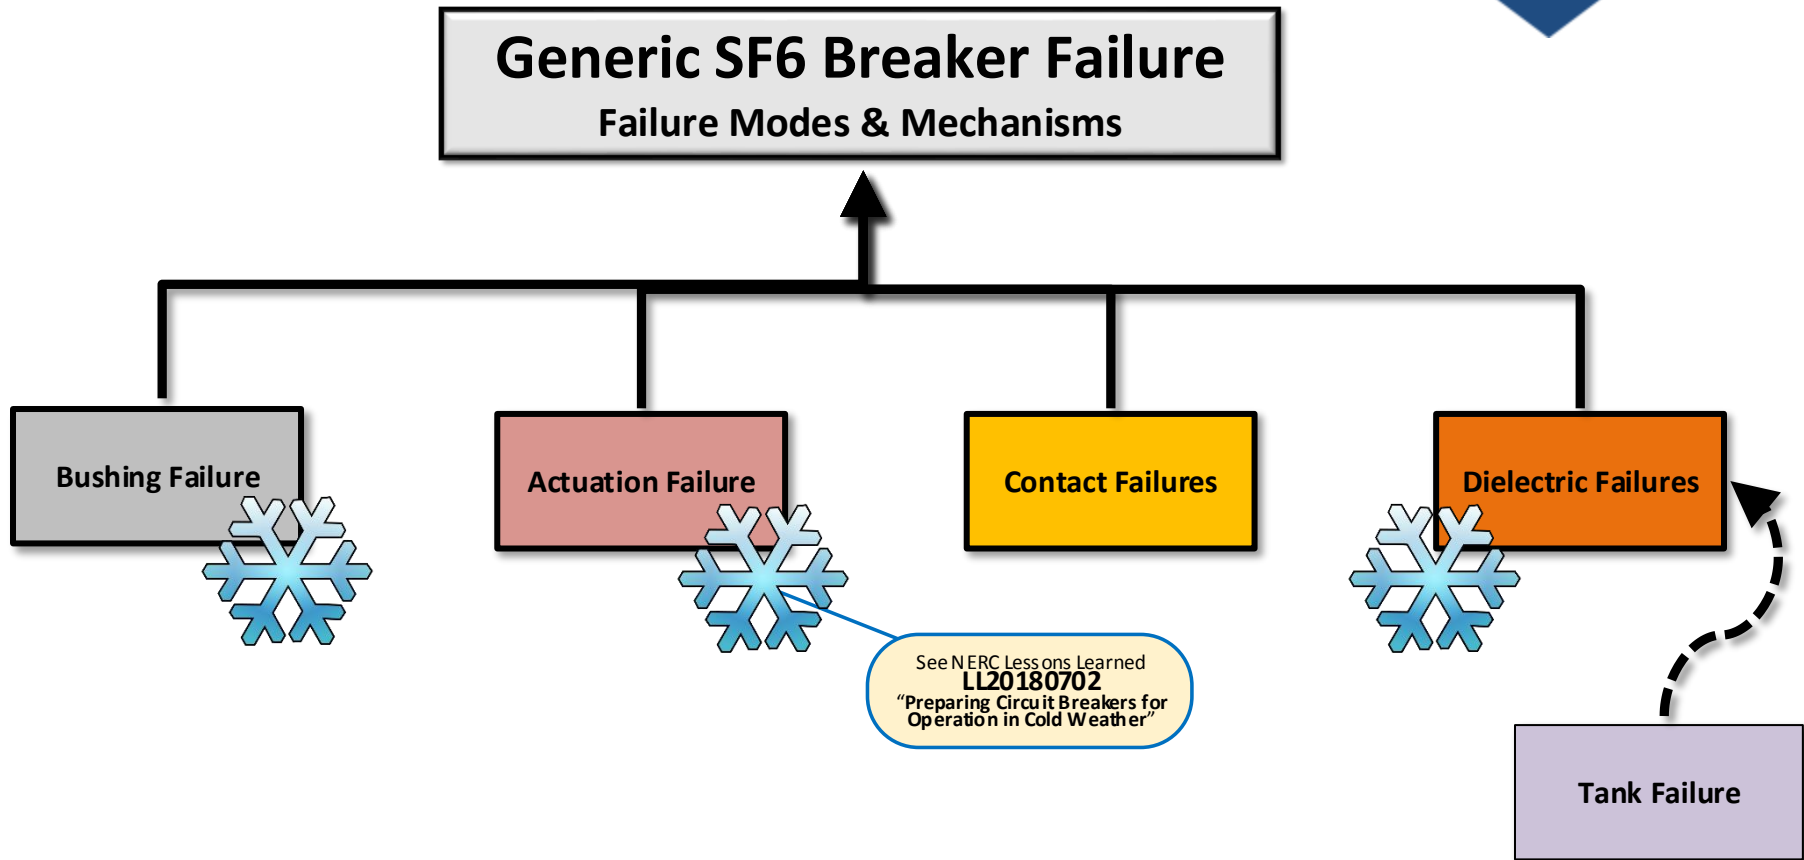 Generic SF6 Breaker Failure
Failure Modes & Mechanisms
Bushing Failure
Actuation Failure
Contact Failures
Dielectric Failures
See NERC Lessons Learned
LL20180702
“Preparing Circuit Breakers for
Operation in Cold Weather”
Tank Failure